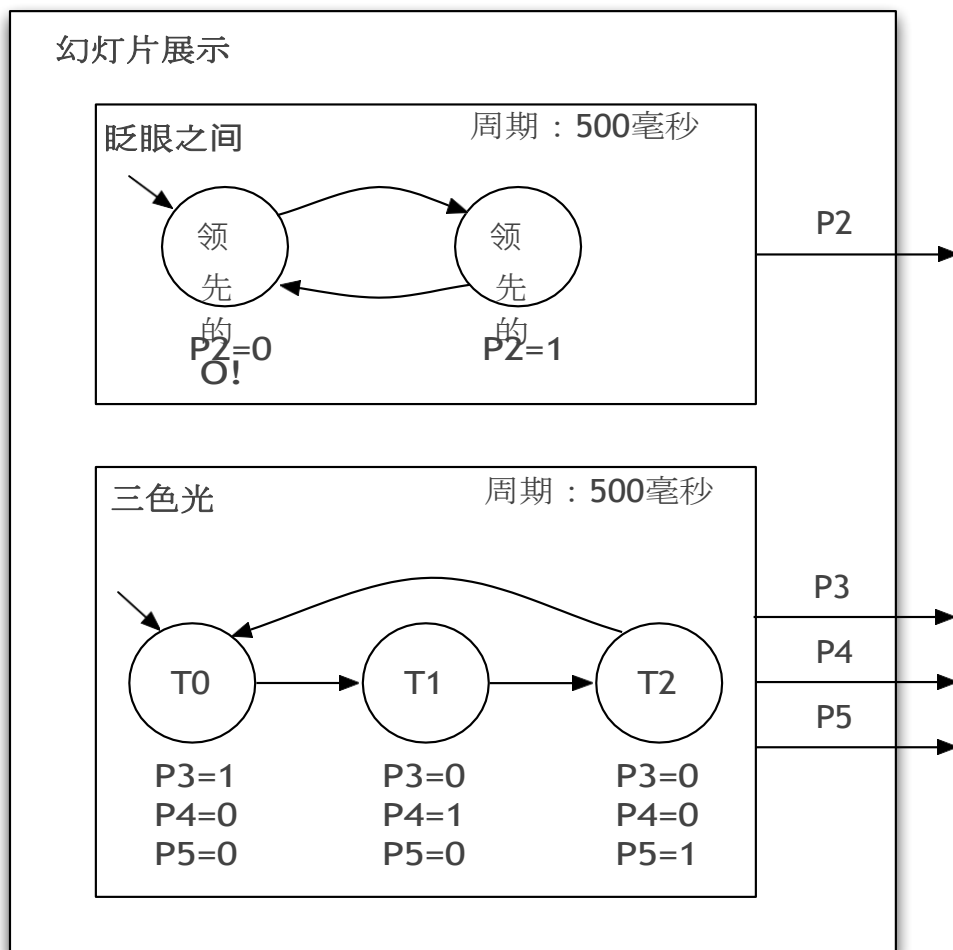 幻灯片展示
眨眼之间
周期：500毫秒
领
先
的
P2=0
O!
领
先
的
P2=1
P2
三色光
周期：500毫秒
T0
T1
T2
P3=1
P4=0
P5=0
P3=0
P4=1
P5=0
P3=0
P4=0
P5=1
P3
P4
P5